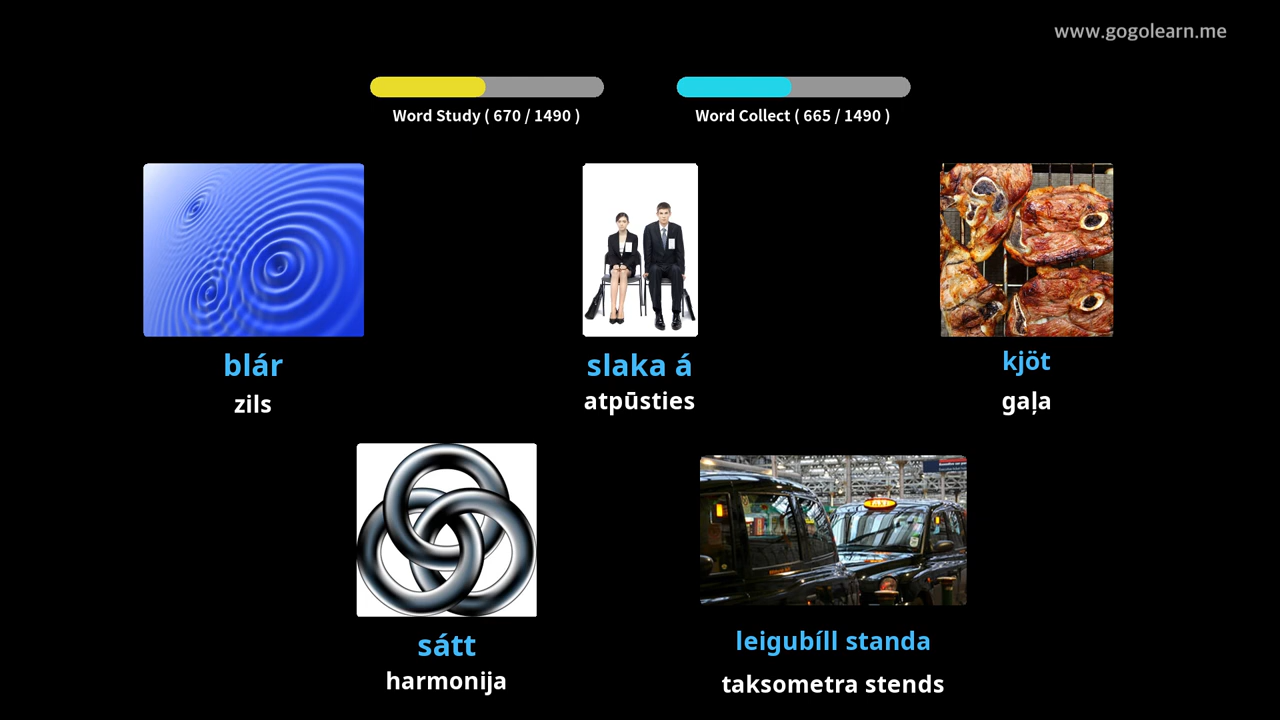 www.gogolearn.me
Word Study ( 670 / 1490 )
Word Collect ( 665 / 1490 )
blár
zils
slaka á
atpūsties
kjöt
gaļa
TAXI
sátt
harmonija
leigubíll standa
taksometra stends